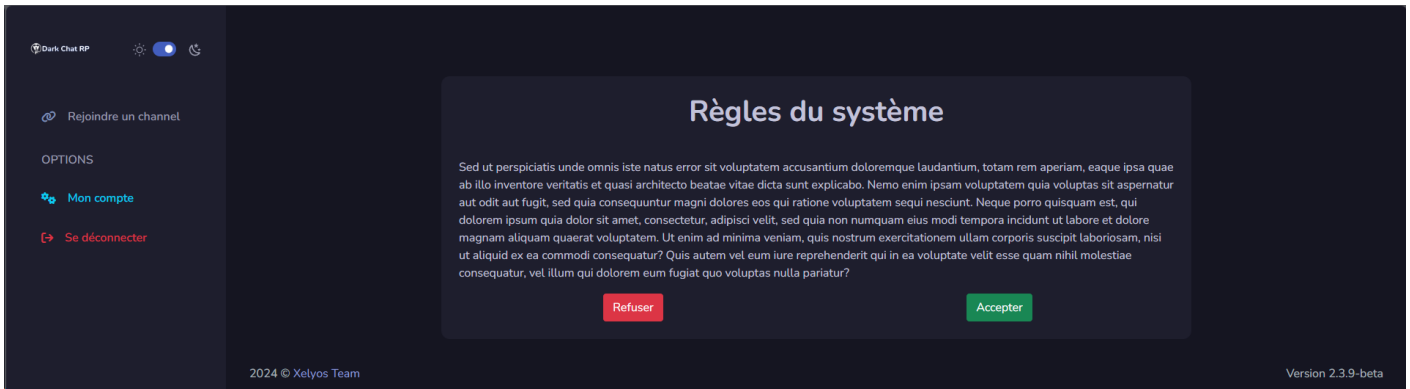 Dark Chat RP
Rejoindre un channel
OPTIONS
Mon compte
Se déconnecter
Règles du système
Sed ut perspiciatis unde omnis iste natus error sit voluptatem accusantium doloremque laudantium, totam rem aperiam, eaque ipsa quae
ab illo inventore veritatis et quasi architecto beatae vitae dicta sunt explicabo. Nemo enim ipsam voluptatem quia voluptas sit aspernatur
aut odit aut fugit, sed quia consequuntur magni dolores eos qui ratione voluptatem sequi nesciunt. Neque porro quisquam est, qui
dolorem ipsum quia dolor sit amet, consectetur, adipisci velit, sed quia non numquam eius modi tempora incidunt ut labore et dolore
magnam aliquam quaerat voluptatem. Ut enim ad minima veniam, quis nostrum exercitationem ullam corporis suscipit laboriosam, nisi
ut aliquid ex ea commodi consequatur? Quis autem vel eum iure reprehenderit qui in ea voluptate velit esse quam nihil molestiae
consequatur, vel illum qui dolorem eum fugiat quo voluptas nulla pariatur?
Refuser
Accepter
2024 © Xelyos Team
Version 2.3.9-beta